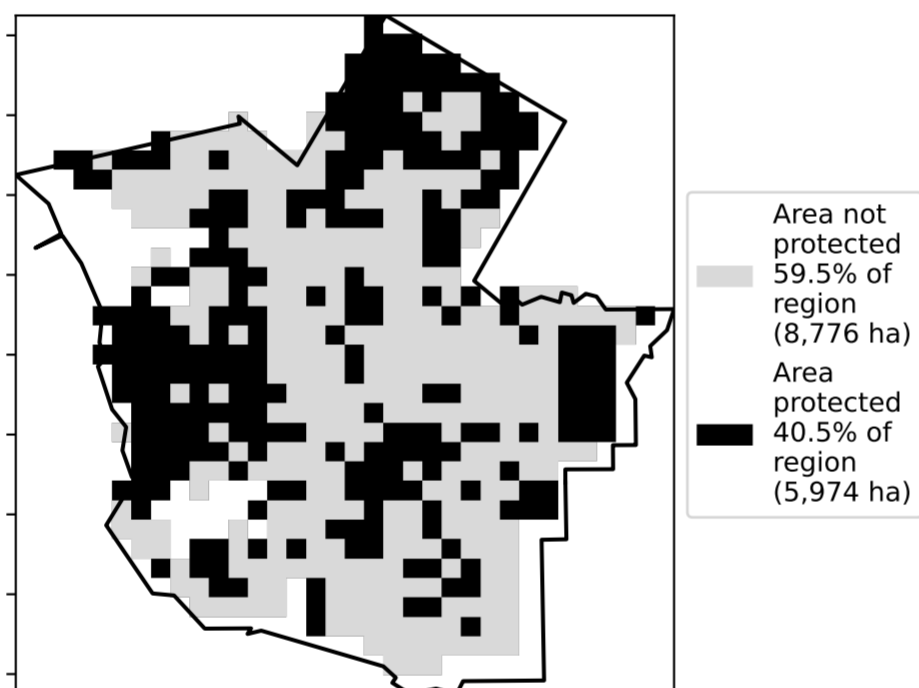 Area not
protected
59.5% of
region
(8,776 ha)
Area
protected
40.5% of
region
(5,974 ha)